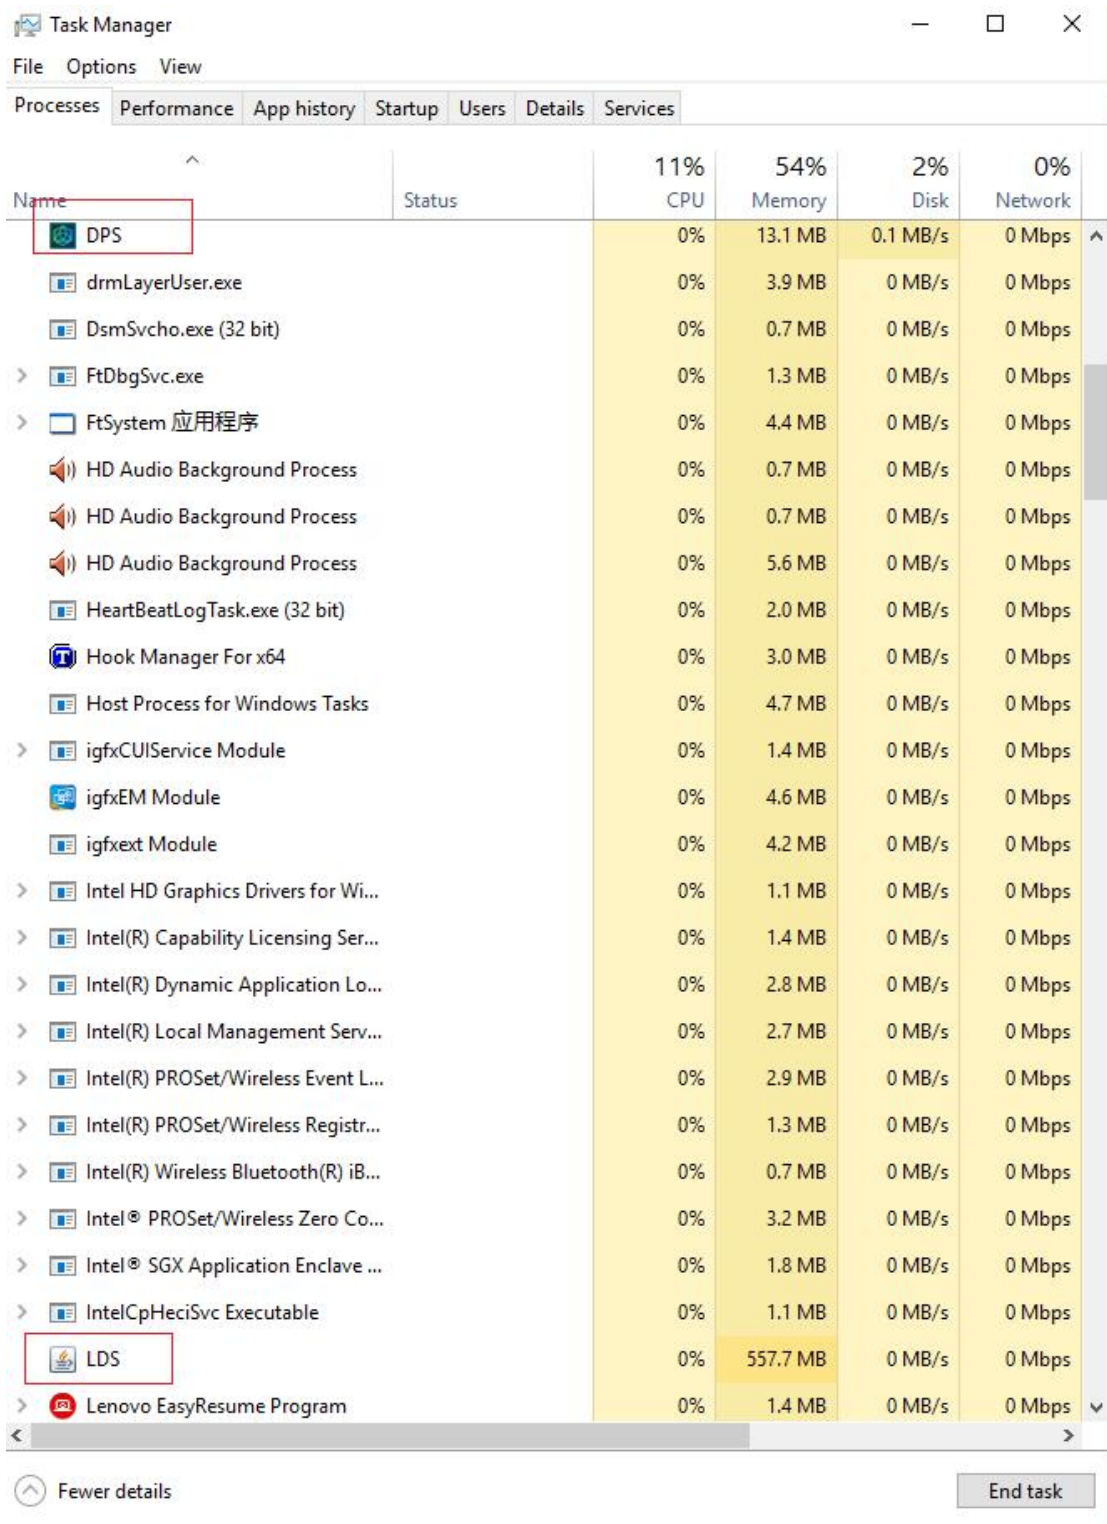 Task Manager
File Options View
Processes Performance App history Startup Users Details Services
11% 54% 2% 0%
Name Status CPU Memory Disk Network
DPS 0% 13.1 MB 0.1 MB/s 0 Mbps
drmLayerUser.exe 0% 3.9 MB 0 MB/s 0 Mbps
DsmSvcho.exe (32 bit) 0% 0.7 MB 0 MB/s 0 Mbps
FtDbgSvc.exe 0% 1.3 MB 0 MB/s 0 Mbps
FtSystem 应用程序 0% 4.4 MB 0 MB/s 0 Mbps
HD Audio Background Process 0% 0.7 MB 0 MB/s 0 Mbps
HD Audio Background Process 0% 0.7 MB 0 MB/s 0 Mbps
HD Audio Background Process 0% 5.6 MB 0 MB/s 0 Mbps
HeartBeatLogTask.exe (32 bit) 0% 2.0 MB 0 MB/s 0 Mbps
Hook Manager For x64 0% 3.0 MB 0 MB/s 0 Mbps
Host Process for Windows Tasks 0% 4.7 MB 0 MB/s 0 Mbps
igfxCUIService Module 0% 1.4 MB 0 MB/s 0 Mbps
igfxEM Module 0% 4.6 MB 0 MB/s 0 Mbps
igfxext Module 0% 4.2 MB 0 MB/s 0 Mbps
Intel HD Graphics Drivers for Wi... 0% 1.1 MB 0 MB/s 0 Mbps
Intel(R) Capability Licensing Ser... 0% 1.4 MB 0 MB/s 0 Mbps
Intel(R) Dynamic Application Lo... 0% 2.8 MB 0 MB/s 0 Mbps
Intel(R) Local Management Serv... 0% 2.7 MB 0 MB/s 0 Mbps
Intel(R) PROSet/Wireless Event L... 0% 2.9 MB 0 MB/s 0 Mbps
Intel(R) PROSet/Wireless Registr... 0% 1.3 MB 0 MB/s 0 Mbps
Intel(R) Wireless Bluetooth(R) iB... 0% 0.7 MB 0 MB/s 0 Mbps
Intel® PROSet/Wireless Zero Co... 0% 3.2 MB 0 MB/s 0 Mbps
Intel® SGX Application Enclave ... 0% 1.8 MB 0 MB/s 0 Mbps
IntelCpHeciSvc Executable 0% 1.1 MB 0 MB/s 0 Mbps
LDS 0% 557.7 MB 0 MB/s 0 Mbps
Lenovo EasyResume Program 0% 1.4 MB 0 MB/s 0 Mbps
Fewer details End task